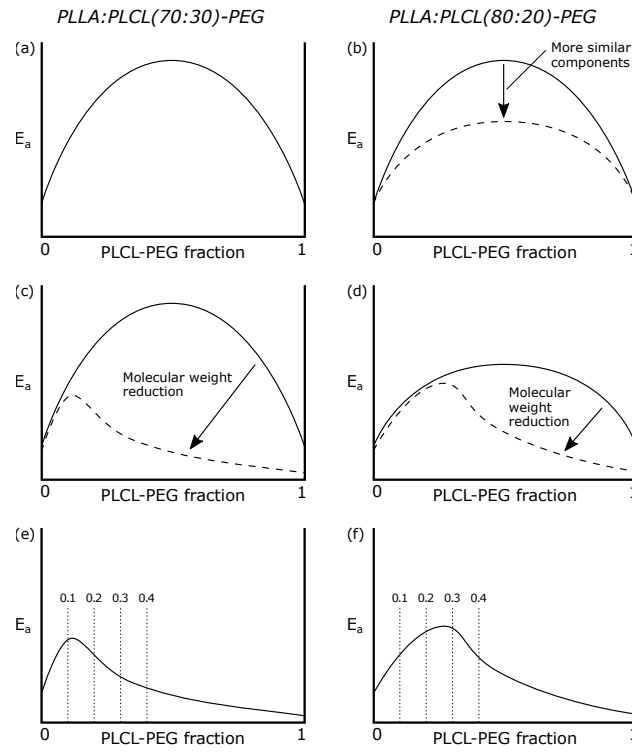 PLLA:PLCL(70:30)-PEG
PLLA:PLCL(80:20)-PEG
(a)
Ea
0
1
PLCL-PEG fraction
(b)
More similar
components
Ea
0
1
PLCL-PEG fraction
(c)
Molecular weight
reduction
Ea
0
1
PLCL-PEG fraction
(d)
Molecular
weight
reduction
Ea
0
1
PLCL-PEG fraction
(e)
0.1 0.2 0.3 0.4
Ea
0
1
PLCL-PEG fraction
(f)
0.1 0.2 0.3 0.4
Ea
0
1
PLCL-PEG fraction